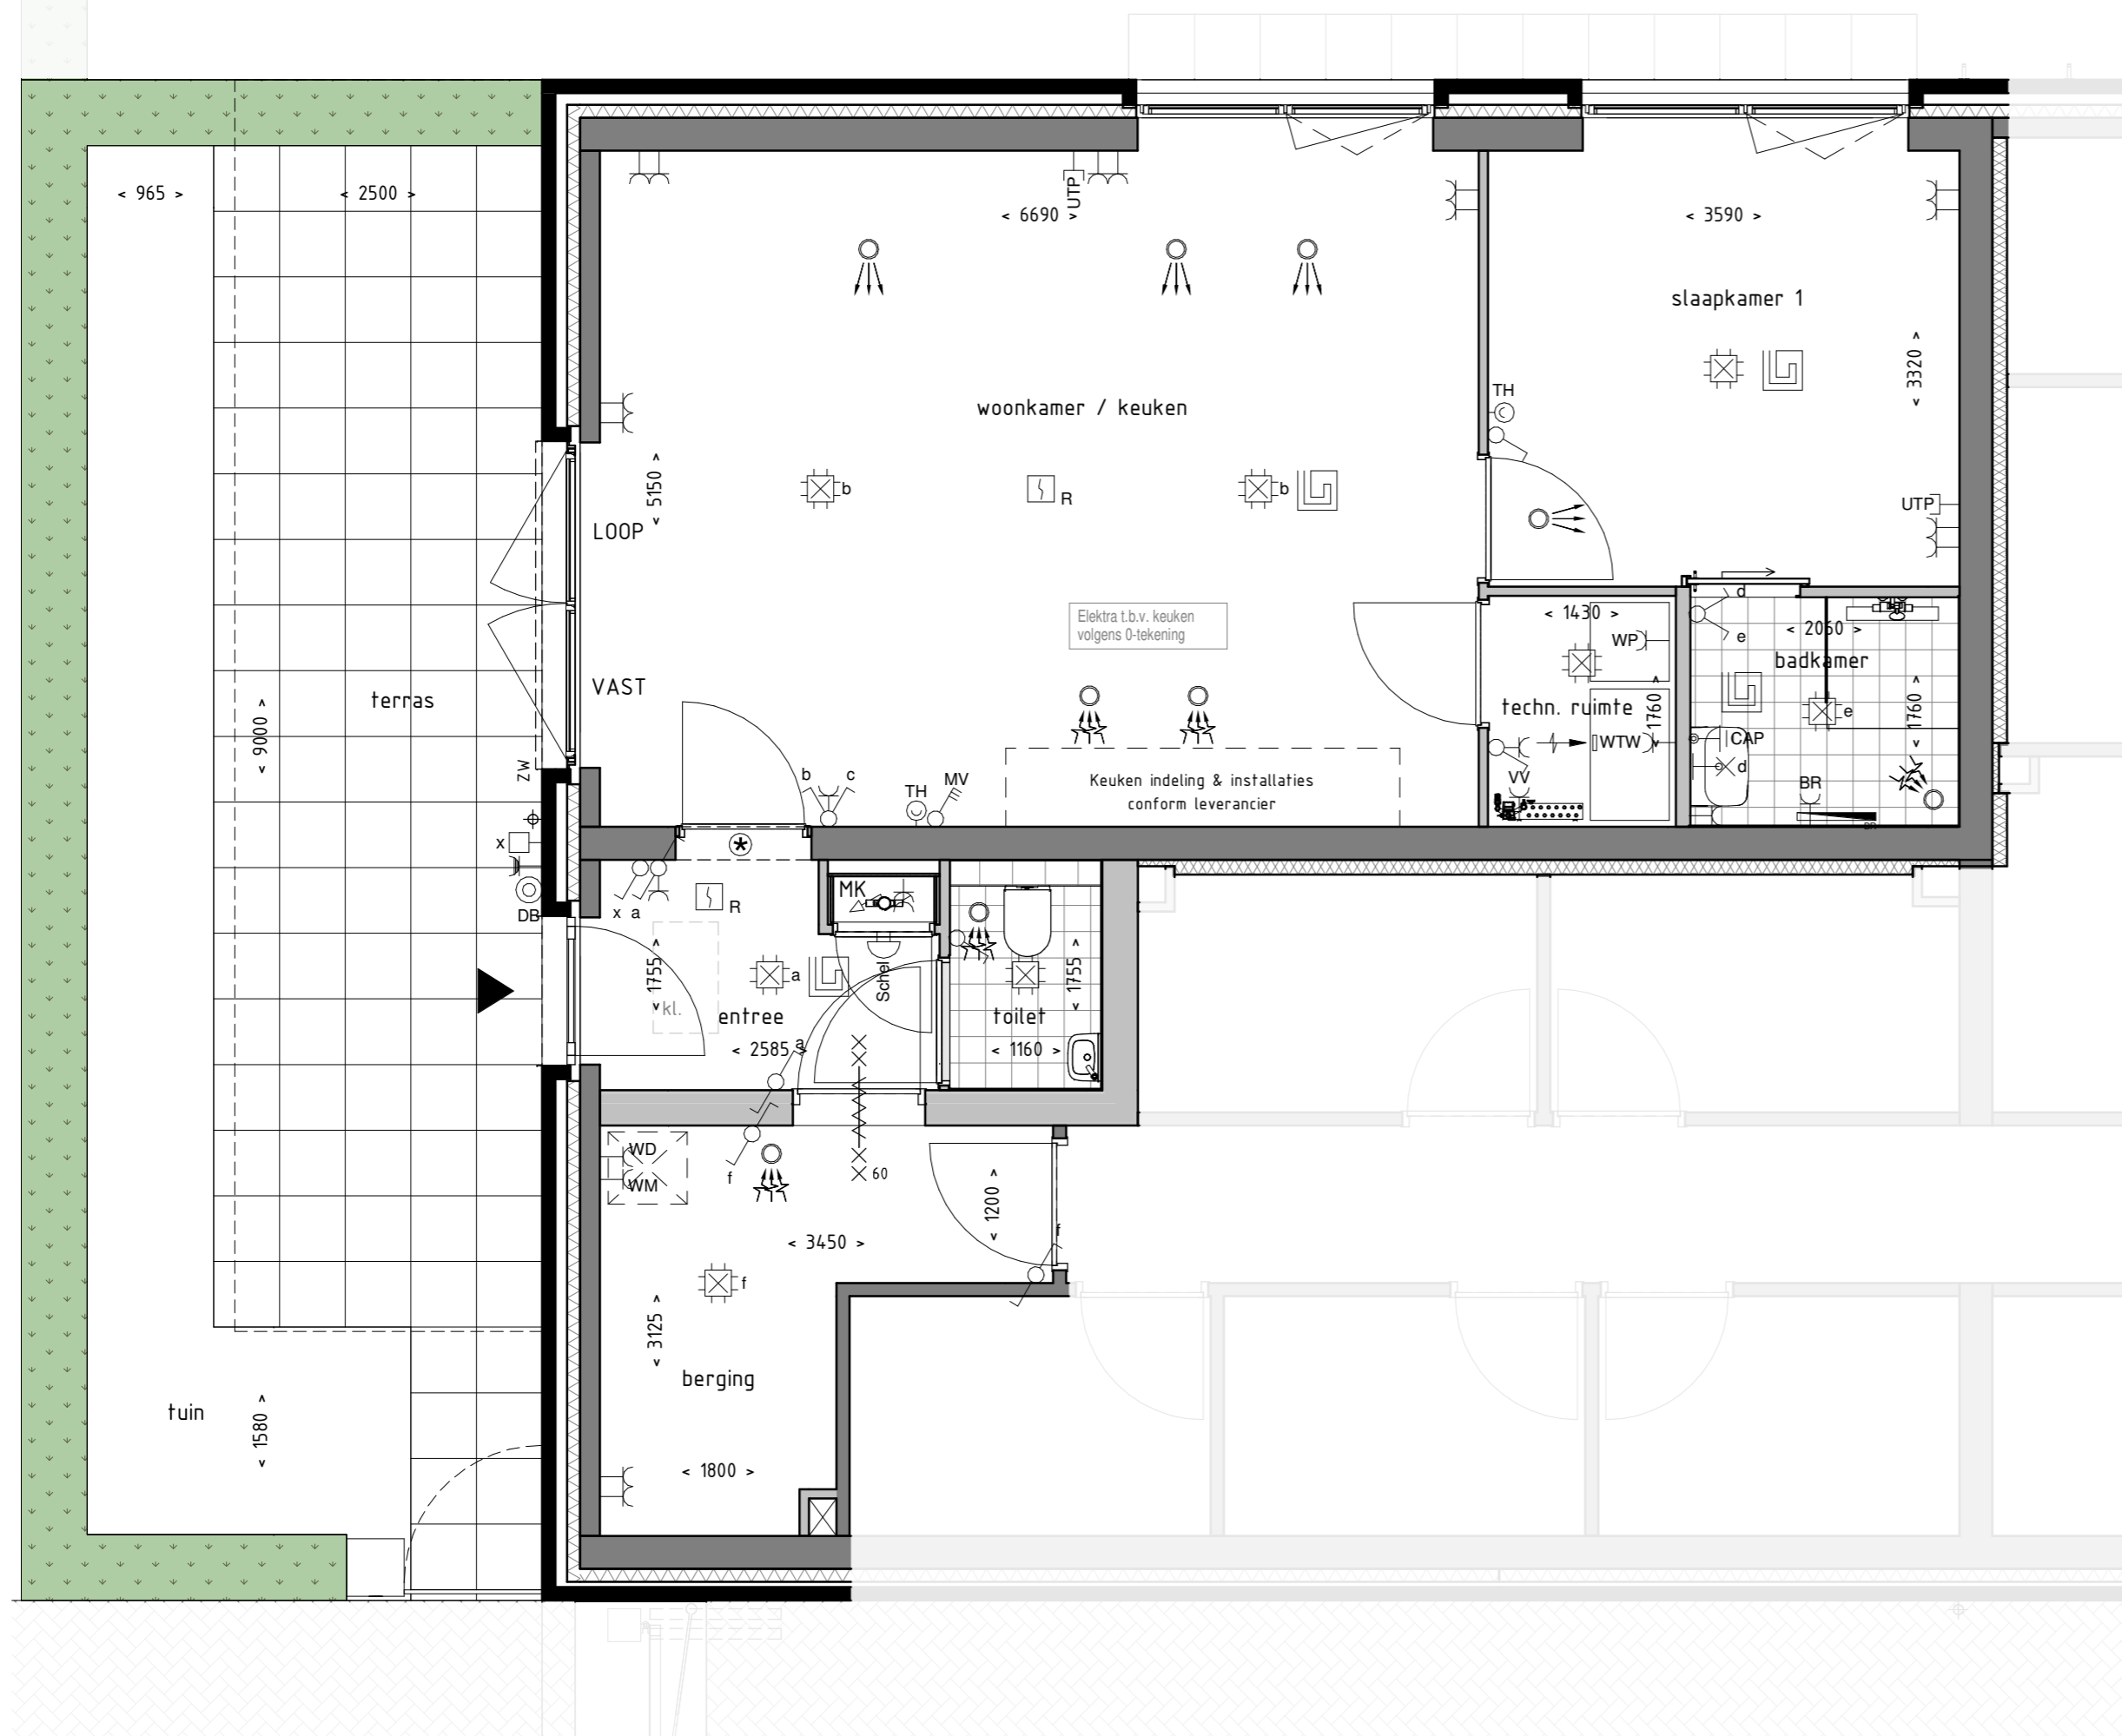 < 965 >
< 2500 >
UTP
< 6690 >
< 3590 >
slaapkamer 1
< 3320 >
TH
woonkamer / keuken
b
R
b
< 5150 >
LOOP
UTP
Elektra t.b.v. keuken
volgens 0-tekening
< 1430 >
WP
d
e
< 2060 >
badkamer
VAST
terras
< 9000 >
techn. ruimte
< 1760 >
e
< 1760 >
WTW
CAP
d
ZW
b
c
TH
MV
Keuken indeling & installaties
conform leverancier
VV
BR
x
*
DB
x
a
R
MK
< 1755 >
kl.
a
Schel
entree
< 2585 >
a
toilet
< 1755 >
< 1160 >
WD
WM
f
60
< 1200 >
f
< 3450 >
f
< 3125 >
berging
tuin
< 1580 >
< 1800 >